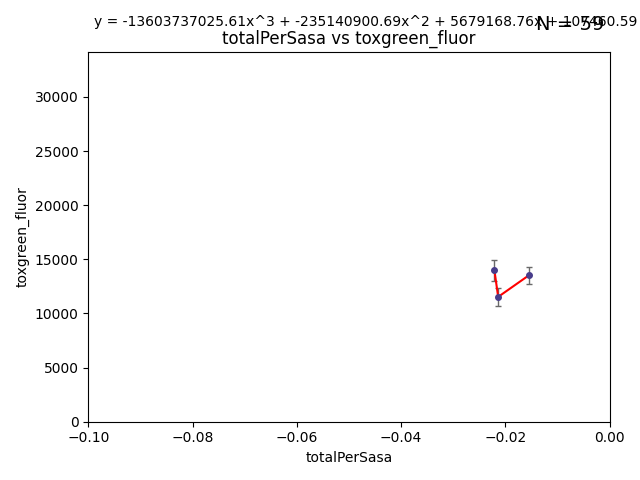 y = -13603737025.61x^3 + -235140900.69x^2 + 5679168.76x + 107460.59
N = 59
totalPerSasa vs toxgreen_fluor
30000
25000
20000
15000
10000
5000
0
toxgreen_fluor
−0.10 −0.08 −0.06 −0.04 −0.02 0.00
totalPerSasa